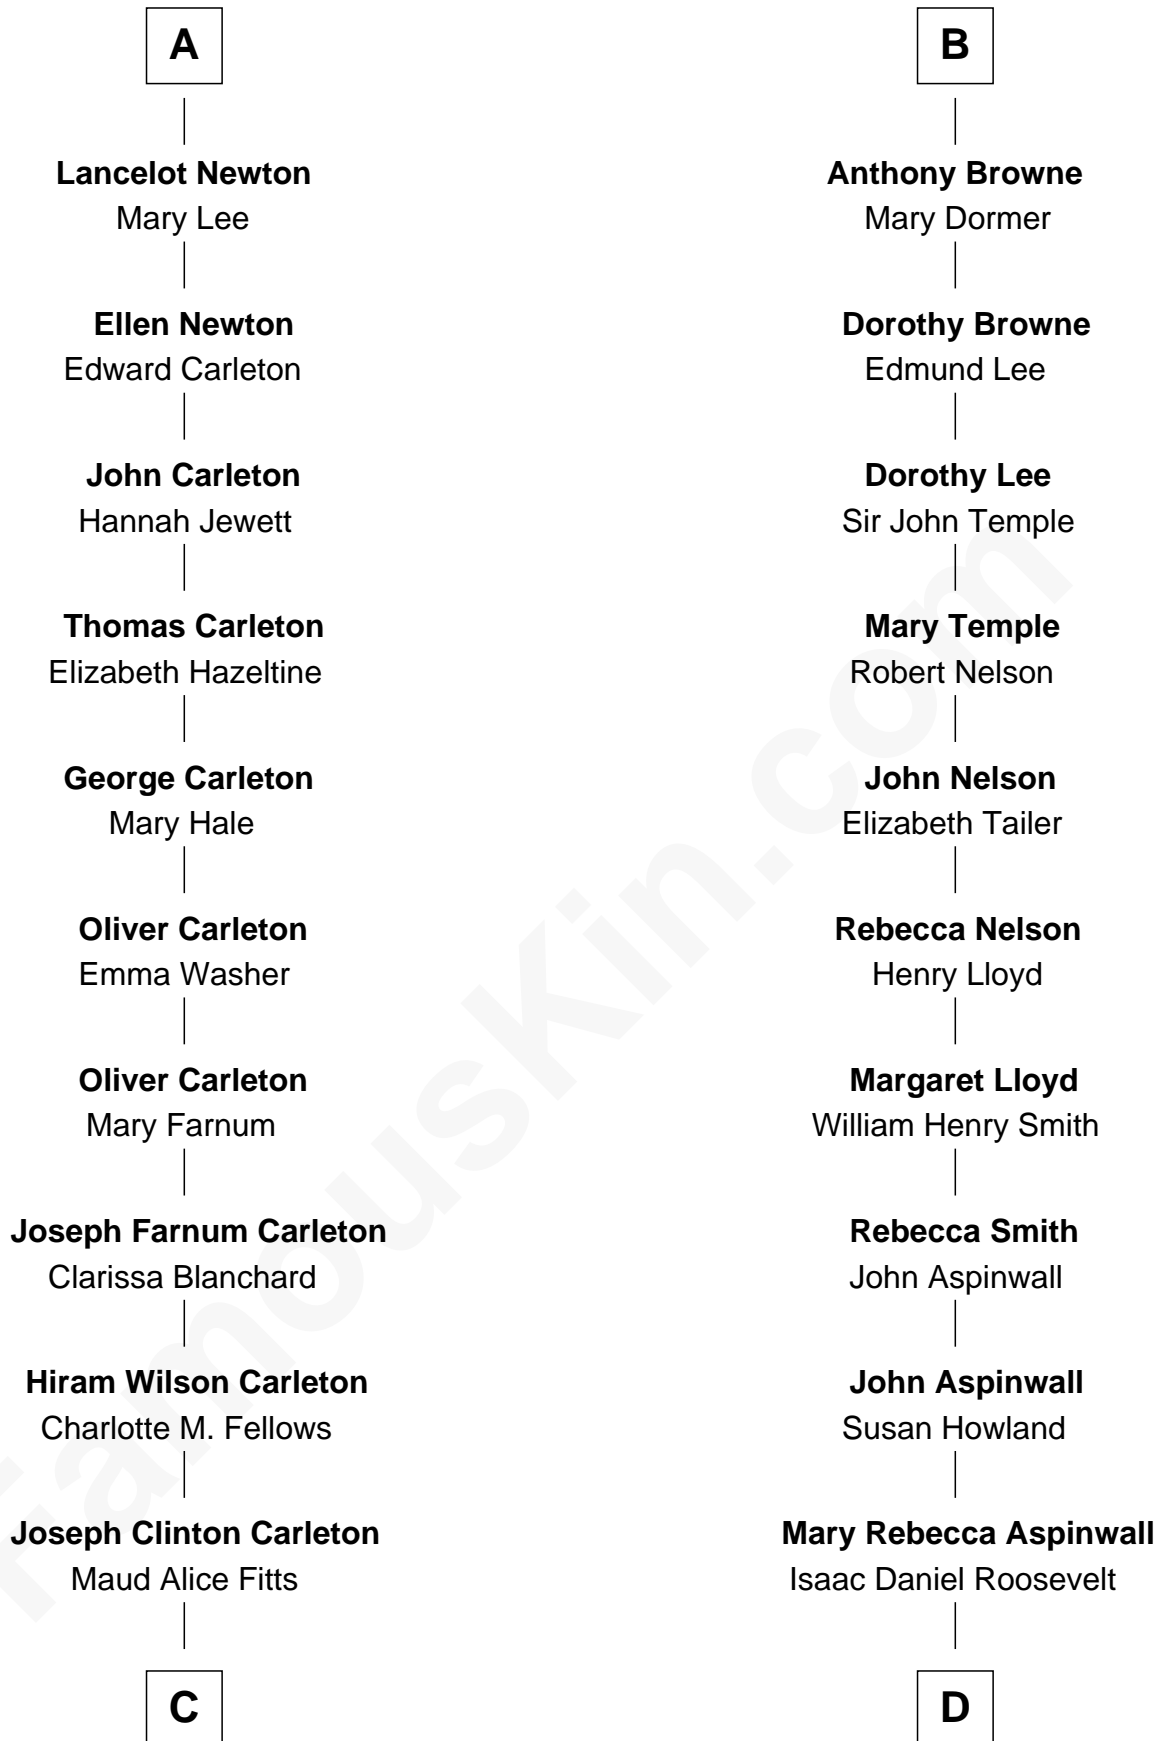 A
Lancelot Newton
Mary Lee
Ellen Newton
Edward Carleton
John Carleton
Hannah Jewett
Thomas Carleton
Elizabeth Hazeltine
George Carleton
Mary Hale
Oliver Carleton
Emma Washer
Oliver Carleton
Mary Farnum
Joseph Farnum Carleton
Clarissa Blanchard
Hiram Wilson Carleton
Charlotte M. Fellows
Joseph Clinton Carleton
Maud Alice Fitts
C
B
Anthony Browne
Mary Dormer
Dorothy Browne
Edmund Lee
Dorothy Lee
Sir John Temple
Mary Temple
Robert Nelson
John Nelson
Elizabeth Tailer
Rebecca Nelson
Henry Lloyd
Margaret Lloyd
William Henry Smith
Rebecca Smith
John Aspinwall
John Aspinwall
Susan Howland
Mary Rebecca Aspinwall
Isaac Daniel Roosevelt
D
FamousKin.com